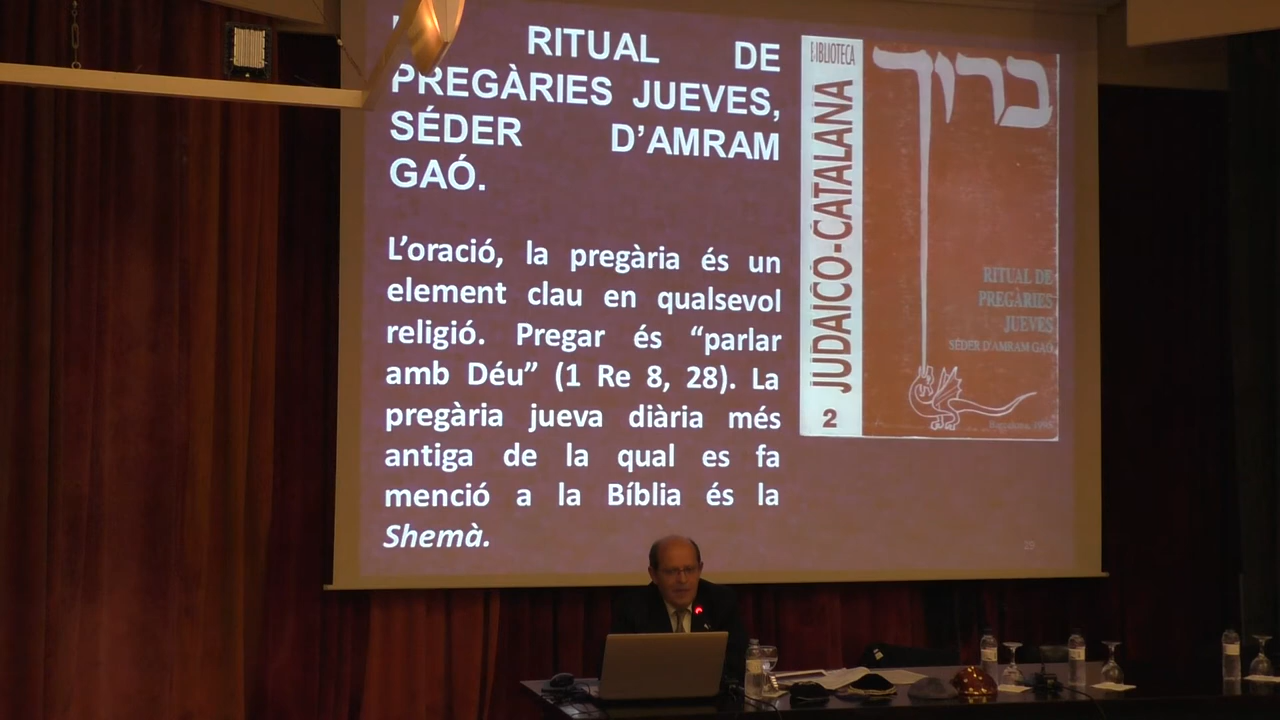 RITUAL DE
PREGÀRIES JUEVES,
SÉDER D’AMRAM
GAÓ.
L’oració, la pregària és un
element clau en qualsevol
religió. Pregar és “parlar
amb Déu” (1 Re 8, 28). La
pregària jueva diària més
antiga de la qual es fa
menció a la Bíblia és la
Shemà.
BIBLIOTECA
JUDAICO-CATALANA
2
ברוך
RITUAL DE
PREGÀRIES
JUEVES
SÉDER D'AMRAM GAÓ